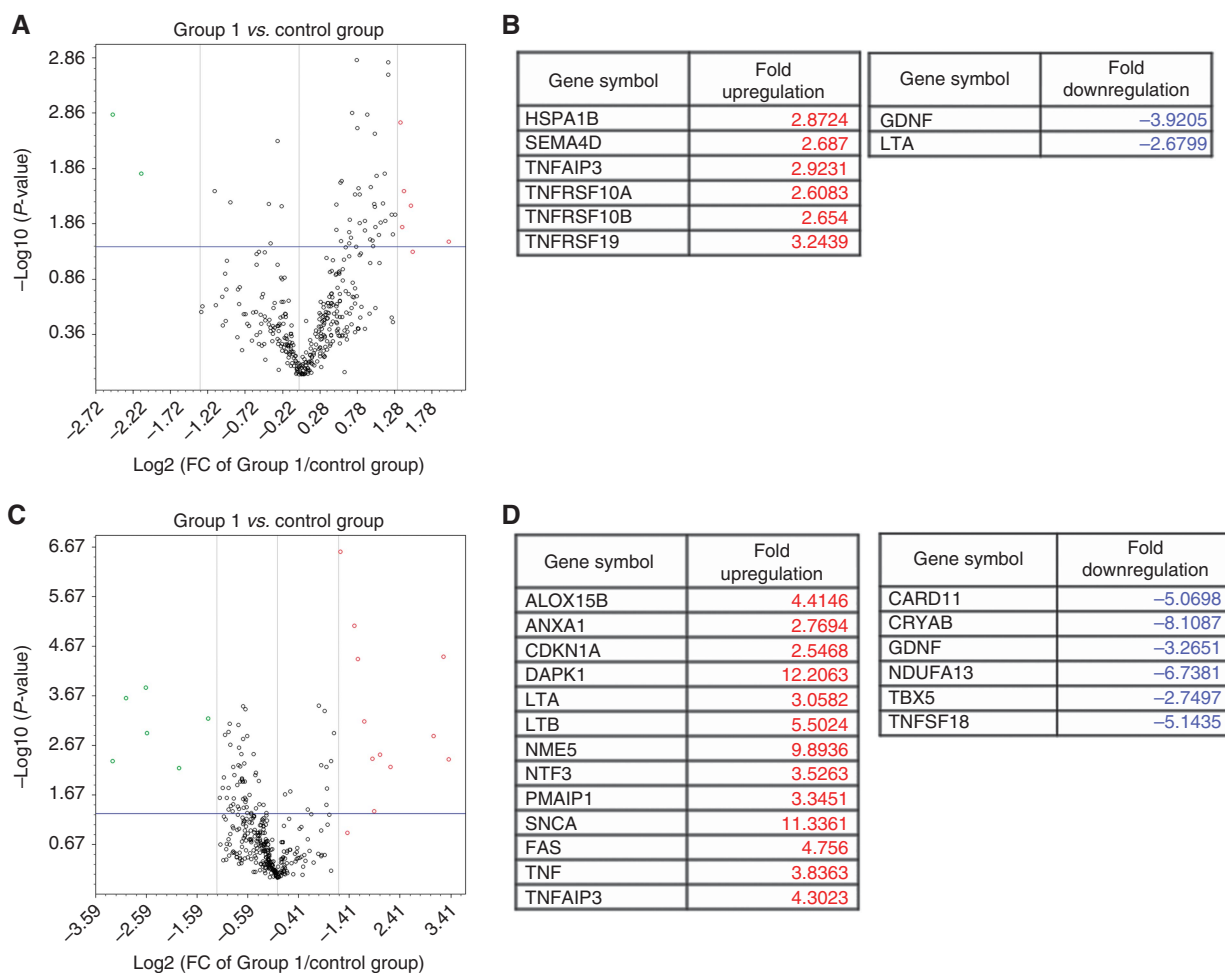 A
Group 1 vs. control group
2.86
2.86
1.86
1.86
0.86
0.36
–Log10 (P-value)
–2.72
–2.22
–1.72
–1.22
–0.72
–0.22
0.28
0.78
1.28
1.78
Log2 (FC of Group 1/control group)
B
Gene symbol Fold upregulation
HSPA1B 2.8724
SEMA4D 2.687
TNFAIP3 2.9231
TNFRSF10A 2.6083
TNFRSF10B 2.654
TNFRSF19 3.2439
Gene symbol Fold downregulation
GDNF –3.9205
LTA –2.6799
C
Group 1 vs. control group
6.67
5.67
4.67
3.67
2.67
1.67
0.67
–Log10 (P-value)
–3.59
–2.59
–1.59
–0.59
–0.41
–1.41
2.41
3.41
Log2 (FC of Group 1/control group)
D
Gene symbol Fold upregulation
ALOX15B 4.4146
ANXA1 2.7694
CDKN1A 2.5468
DAPK1 12.2063
LTA 3.0582
LTB 5.5024
NME5 9.8936
NTF3 3.5263
PMAIP1 3.3451
SNCA 11.3361
FAS 4.756
TNF 3.8363
TNFAIP3 4.3023
Gene symbol Fold downregulation
CARD11 –5.0698
CRYAB –8.1087
GDNF –3.2651
NDUFA13 –6.7381
TBX5 –2.7497
TNFSF18 –5.1435